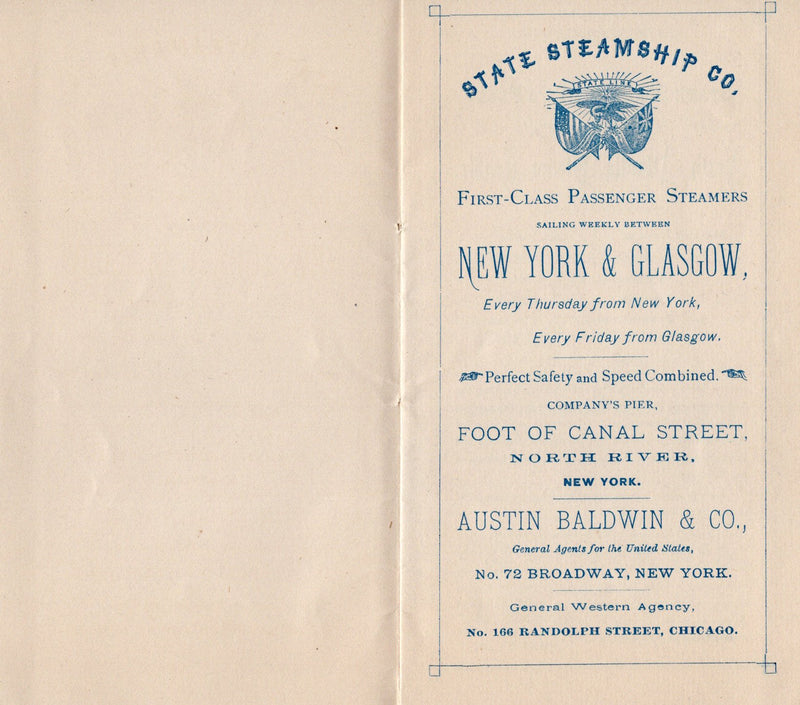 STATE STEAMSHIP CO.
STATE LINE
First-Class Passenger Steamers
SAILING WEEKLY BETWEEN
NEW YORK & GLASGOW,
Every Thursday from New York,
Every Friday from Glasgow.
Perfect Safety and Speed Combined.
COMPANY'S PIER,
FOOT OF CANAL STREET,
NORTH RIVER,
NEW YORK.
AUSTIN BALDWIN & CO.,
General Agents for the United States,
No. 72 BROADWAY, NEW YORK.
General Western Agency,
No. 166 RANDOLPH STREET, CHICAGO.